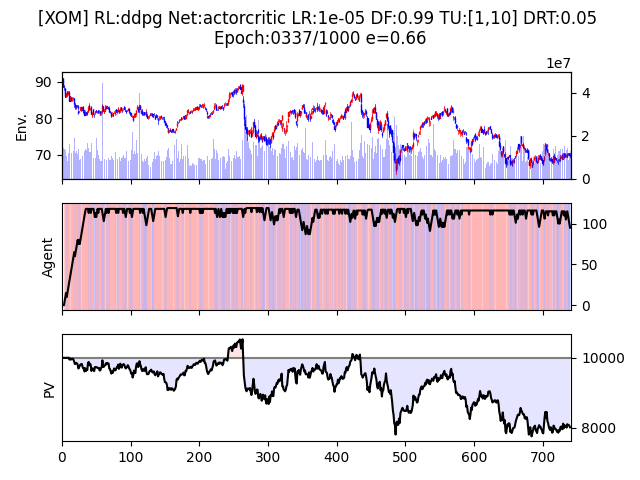 [XOM] RL:ddpg Net:actorcritic LR:1e-05 DF:0.99 TU:[1,10] DRT:0.05
Epoch:0337/1000 e=0.66
1e7
Env.
90
80
70
4
2
0
Agent
100
50
0
PV
10000
8000
0 100 200 300 400 500 600 700